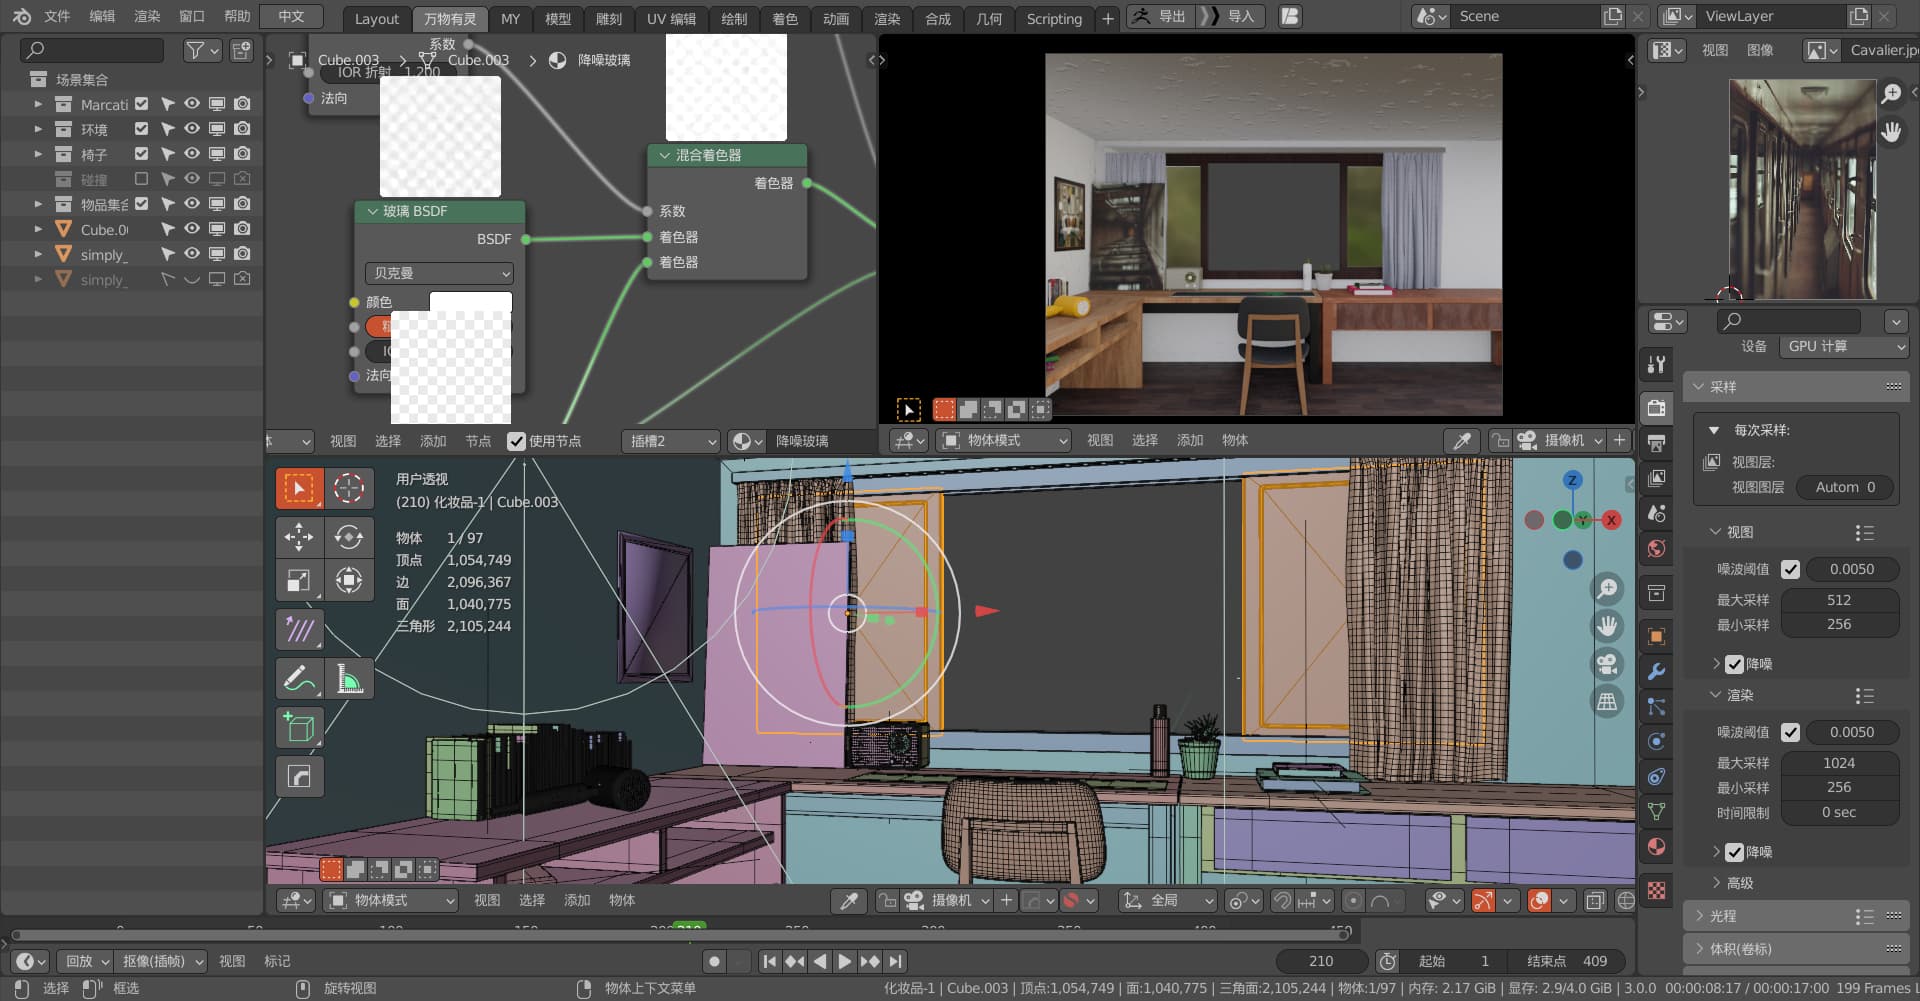 文件 编辑 渲染 窗口 帮助 中文 Layout 万物有灵 MY 模型 雕刻 UV 编辑 绘制 着色 动画 渲染 合成 几何 Scripting + 导出 导入 Scene ViewLayer
系数
Cube.003 > Cube.003 > 降噪玻璃
IOR 折射 1.200
法向
视图 图像 Cavalier.jp
场景集合
Marcati
环境
椅子
碰撞
物品集合
Cube.0
simply_
simply_
混合着色器
着色器
系数
着色器
着色器
玻璃 BSDF
BSDF
贝克曼
颜色
法向
视图 选择 添加 节点 使用节点 插槽2 降噪玻璃
物体模式 视图 选择 添加 物体 摄像机
用户透视
(210) 化妆品-1 | Cube.003
物体 1 / 97
顶点 1,054,749
边 2,096,367
面 1,040,775
三角形 2,105,244
Z
Y
X
设备 GPU 计算
采样
每次采样:
视图层:
视图图层 Autom 0
视图
噪波阈值 0.0050
最大采样 512
最小采样 256
降噪
渲染
噪波阈值 0.0050
最大采样 1024
最小采样 256
时间限制 0 sec
降噪
高级
光程
体积(卷标)
物体模式 视图 选择 添加 物体 摄像机 全局
0 50 100 150 200 210 250 300 350 400 450
回放 抠像(插帧) 视图 标记 210 起始 1 结束点 409
选择 框选 旋转视图 物体上下文菜单 化妆品-1 | Cube.003 | 顶点:1,054,749 | 面:1,040,775 | 三角面:2,105,244 | 物体:1/97 | 内存: 2.17 GiB | 显存: 2.9/4.0 GiB | 3.0.0 00:00:08:17 / 00:00:17:00 199 Frames L